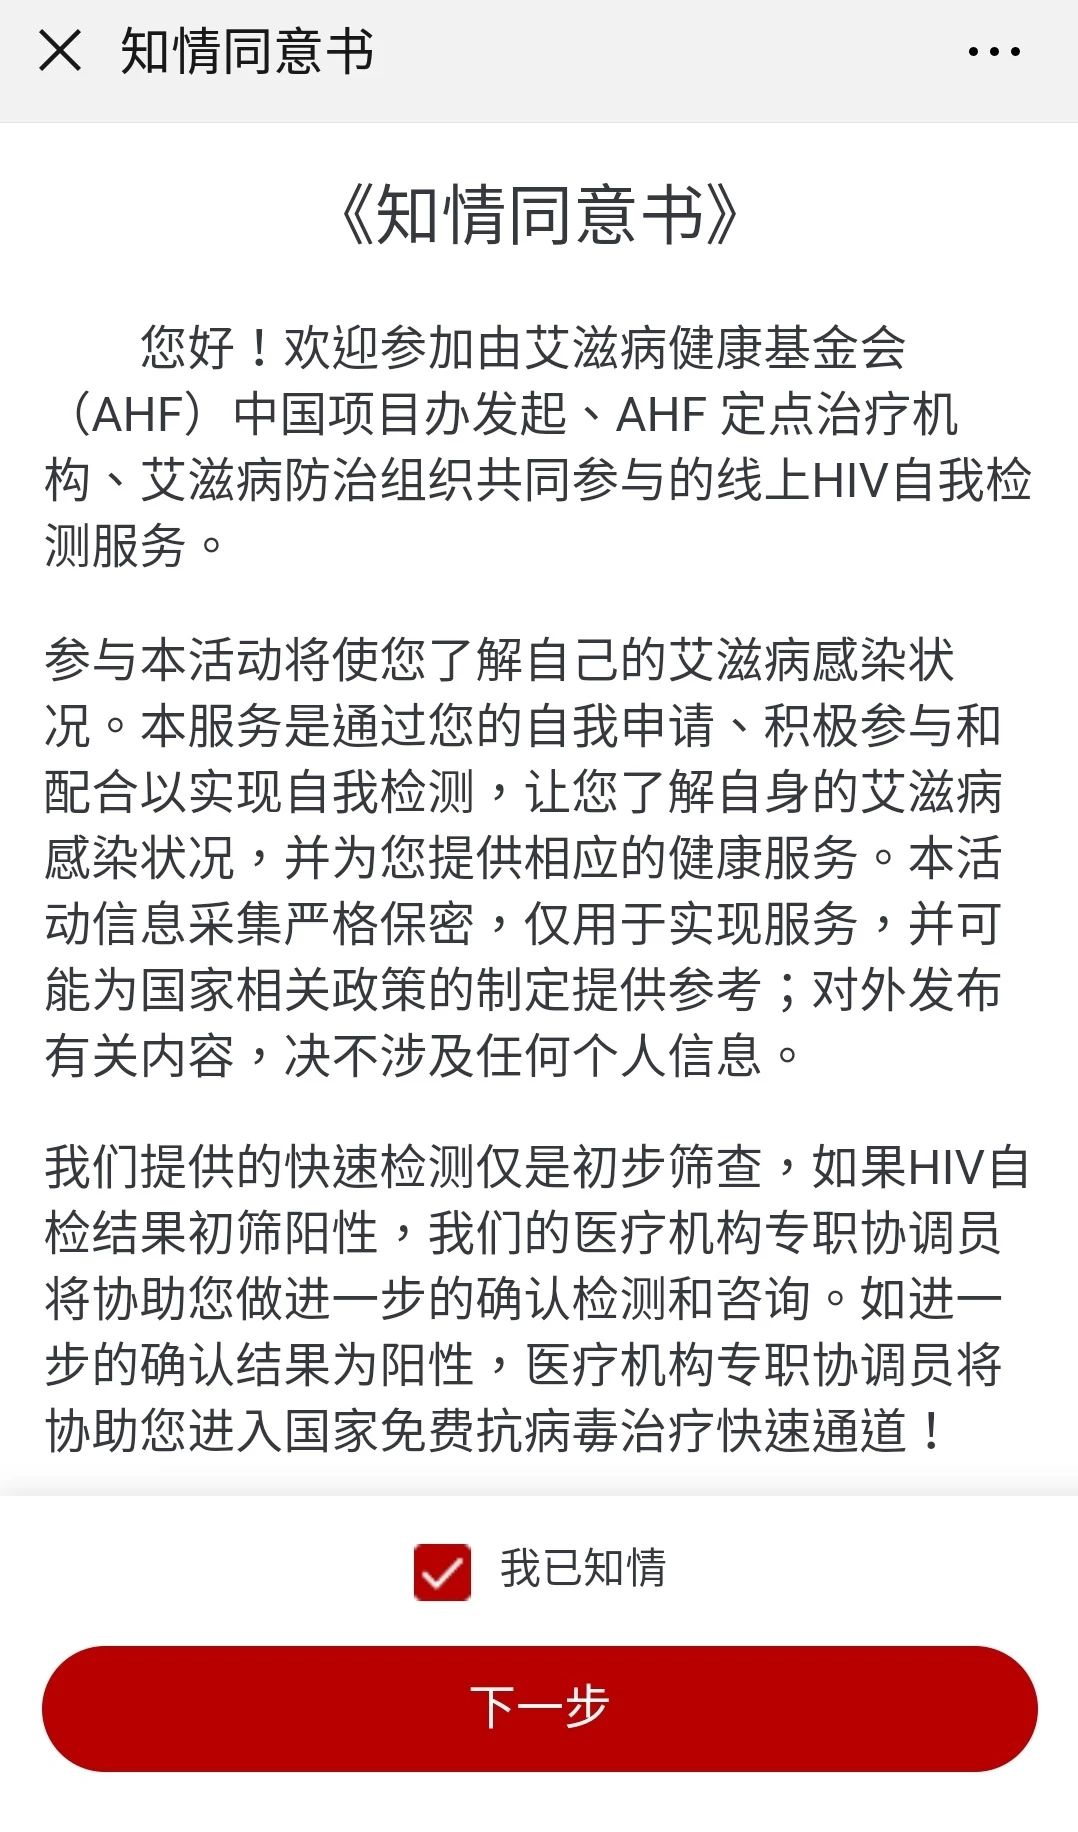 知情同意书
《知情同意书》
您好！欢迎参加由艾滋病健康基金会
（AHF）中国项目办发起、AHF 定点治疗机
构、艾滋病防治组织共同参与的线上HIV自我检
测服务。
参与本活动将使您了解自己的艾滋病感染状
况。本服务是通过您的自我申请、积极参与和
配合以实现自我检测，让您了解自身的艾滋病
感染状况，并为您提供相应的健康服务。本活
动信息采集严格保密，仅用于实现服务，并可
能为国家相关政策的制定提供参考；对外发布
有关内容，决不涉及任何个人信息。
我们提供的快速检测仅是初步筛查，如果HIV自
检结果初筛阳性，我们的医疗机构专职协调员
将协助您做进一步的确认检测和咨询。如进一
步的确认结果为阳性，医疗机构专职协调员将
协助您进入国家免费抗病毒治疗快速通道！
我已知情
下一步